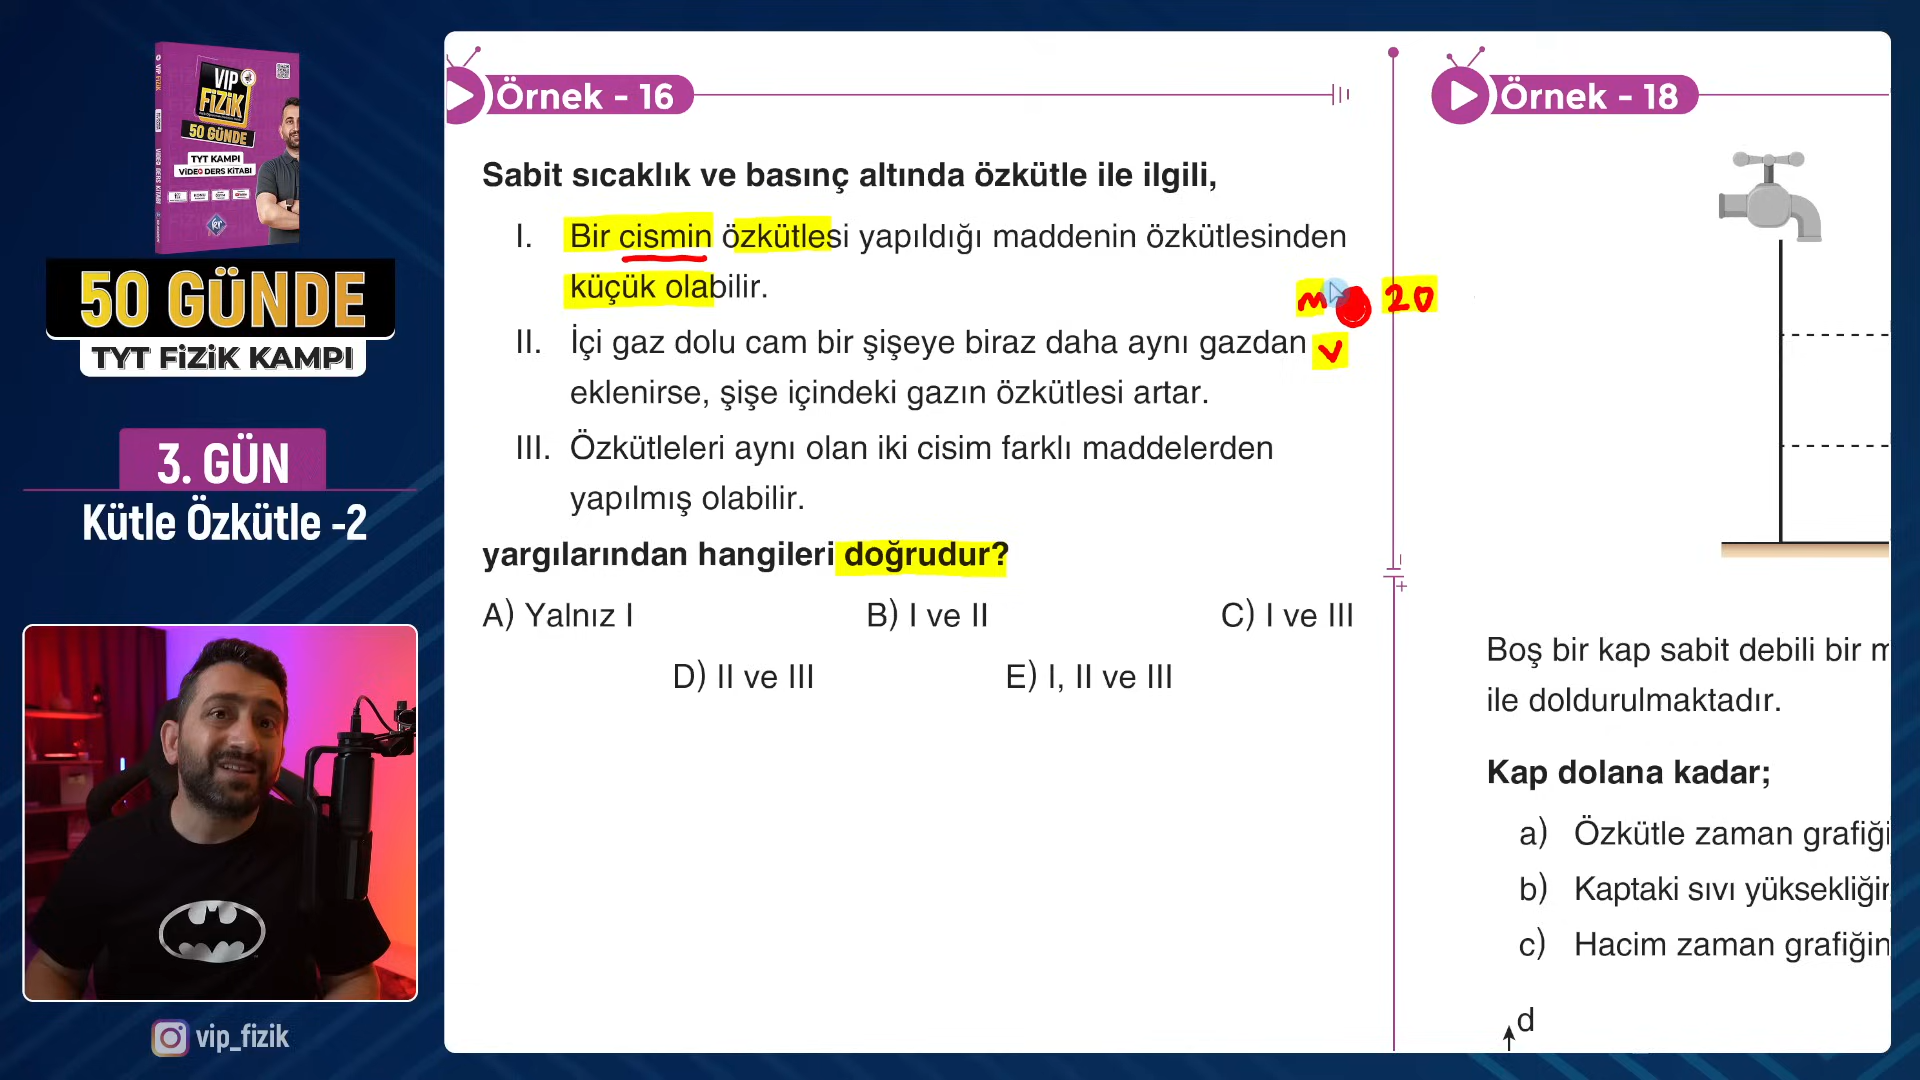 VIP
FİZİK
50 GÜNDE
TYT KAMPI
VİDEO DERS KİTABI
50 GÜNDE
TYT FİZİK KAMPI
3. GÜN
Kütle Özkütle -2
vip_fizik
Örnek - 16
Sabit sıcaklık ve basınç altında özkütle ile ilgili,
I. Bir cismin özkütlesi yapıldığı maddenin özkütlesinden
küçük olabilir.
m 20
II. İçi gaz dolu cam bir şişeye biraz daha aynı gazdan
v
eklenirse, şişe içindeki gazın özkütlesi artar.
III. Özkütleleri aynı olan iki cisim farklı maddelerden
yapılmış olabilir.
yargılarından hangileri doğrudur?
A) Yalnız I B) I ve II C) I ve III
D) II ve III E) I, II ve III
Örnek - 18
Boş bir kap sabit debili bir m
ile doldurulmaktadır.
Kap dolana kadar;
a) Özkütle zaman grafiği
b) Kaptaki sıvı yüksekliğin
c) Hacim zaman grafiğin
d